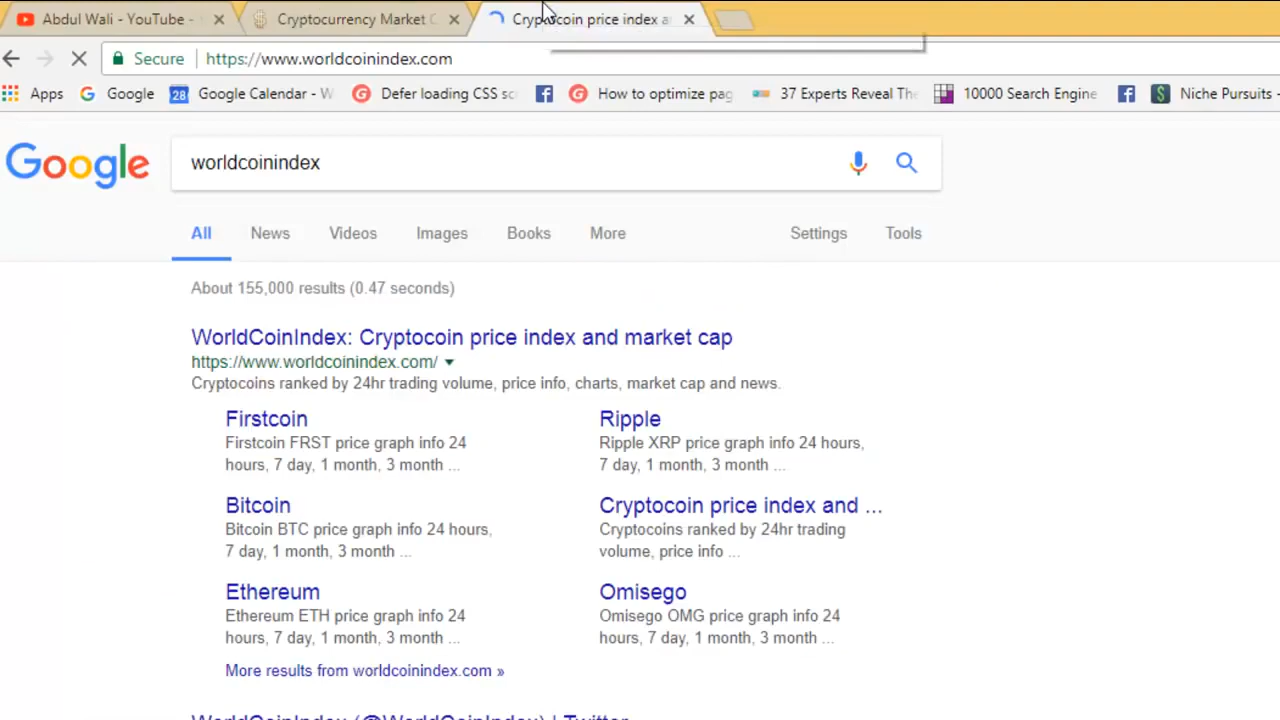 Abdul Wali - YouTube -
Cryptocurrency Market C
Cryptocoin price index a
Secure
https://www.worldcoinindex.com
Apps
Google
28
Google Calendar - W
Defer loading CSS sc
How to optimize pag
37 Experts Reveal The
10000 Search Engine
Niche Pursuits -
Google
worldcoinindex
All
News
Videos
Images
Books
More
Settings
Tools
About 155,000 results (0.47 seconds)
WorldCoinIndex: Cryptocoin price index and market cap
https://www.worldcoinindex.com/
Cryptocoins ranked by 24hr trading volume, price info, charts, market cap and news.
Firstcoin
Firstcoin FRST price graph info 24
hours, 7 day, 1 month, 3 month ...
Ripple
Ripple XRP price graph info 24 hours,
7 day, 1 month, 3 month ...
Bitcoin
Bitcoin BTC price graph info 24 hours,
7 day, 1 month, 3 month ...
Cryptocoin price index and ...
Cryptocoins ranked by 24hr trading
volume, price info ...
Ethereum
Ethereum ETH price graph info 24
hours, 7 day, 1 month, 3 month ...
Omisego
Omisego OMG price graph info 24
hours, 7 day, 1 month, 3 month ...
More results from worldcoinindex.com »
WorldCoinIndex (@WorldCoinIndex) | Twitter